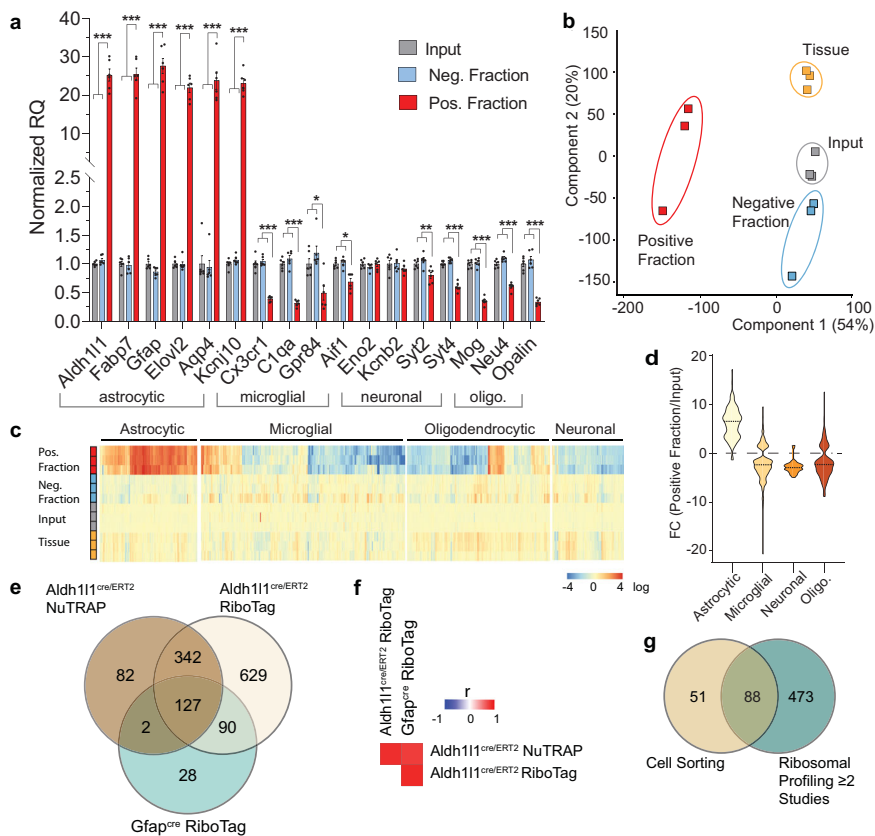 a
Normalized RQ
40
30
20
10
2.5
2.0
1.5
1.0
0.5
0.0
*** *** *** *** *** *** *** *** * * ** *** *** *** ***
Input
Neg. Fraction
Pos. Fraction
Aldh1l1 Fabp7 Gfap Elovl2 Aqp4 Kcnj10 Cx3cr1 C1qa Gpr84 Aif1 Eno2 Kcnb2 Syt2 Syt4 Mog Neu4 Opalin
astrocytic microglial neuronal oligo.
b
Component 2 (20%)
150
100
50
0
-50
-100
-150
Tissue
Input
Negative
Fraction
Positive
Fraction
-200 -100 0 100
Component 1 (54%)
c
Astrocytic Microglial Oligodendrocytic Neuronal
Pos.
Fraction
Neg.
Fraction
Input
Tissue
-4 0 4 log
d
FC (Positive Fraction/Input)
20
10
0
-10
-20
Astrocytic Microglial Neuronal Oligo.
e
Aldh1l1cre/ERT2
NuTRAP
Aldh1l1cre/ERT2
RiboTag
82 342 629
127
2 90
28
Gfapcre RiboTag
f
Aldh1l1cre/ERT2 RiboTag
Gfapcre RiboTag
r
-1 0 1
Aldh1l1cre/ERT2 NuTRAP
Aldh1l1cre/ERT2 RiboTag
g
51 88 473
Cell Sorting
Ribosomal
Profiling ≥2
Studies